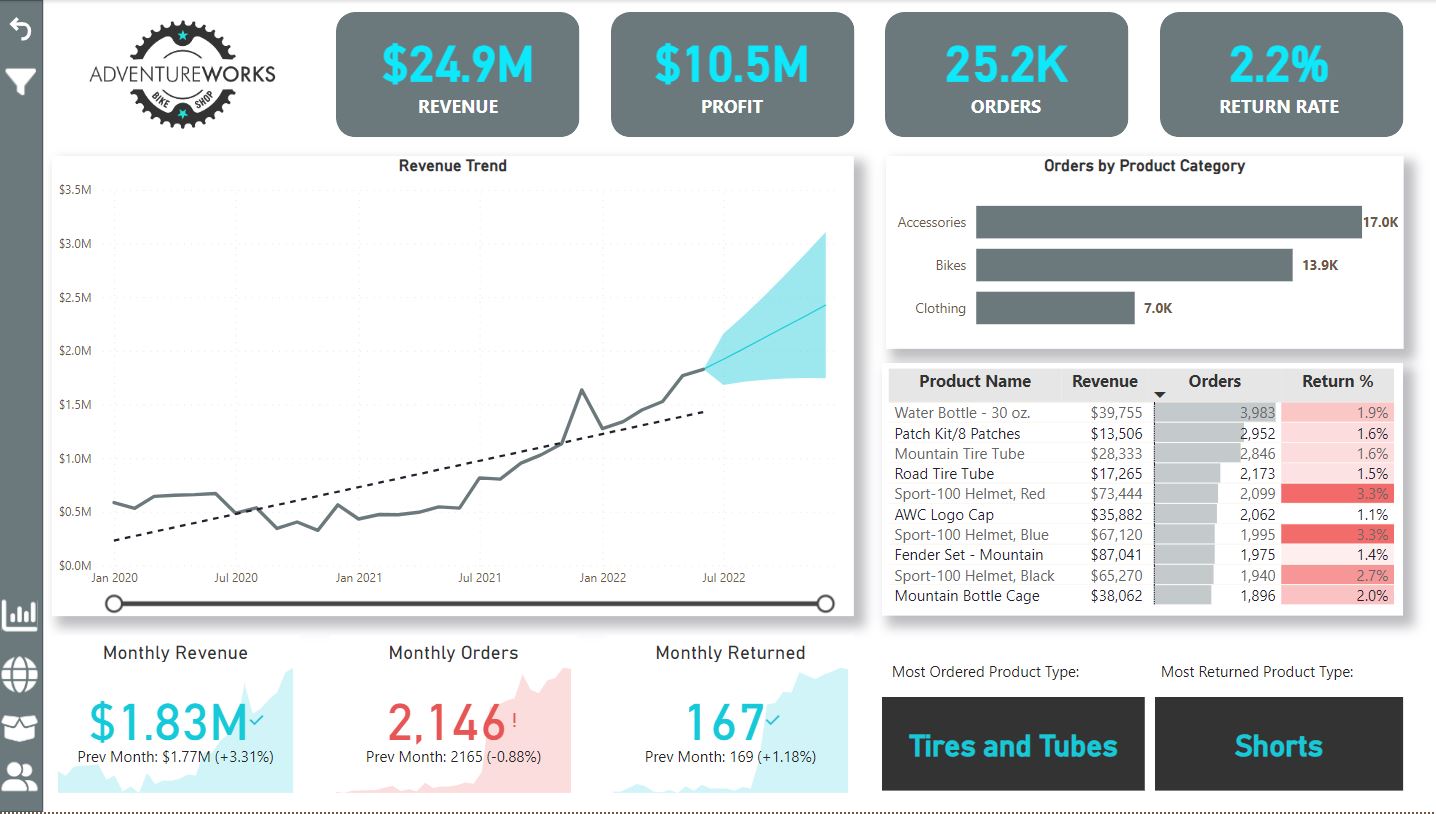 ADVENTUREWORKS
BIKE SHOP
$24.9M
REVENUE
$10.5M
PROFIT
25.2K
ORDERS
2.2%
RETURN RATE
Revenue Trend
$3.5M
$3.0M
$2.5M
$2.0M
$1.5M
$1.0M
$0.5M
$0.0M
Jan 2020 Jul 2020 Jan 2021 Jul 2021 Jan 2022 Jul 2022
Orders by Product Category
Accessories 17.0K
Bikes 13.9K
Clothing 7.0K
Product Name Revenue Orders Return %
Water Bottle - 30 oz. $39,755 3,983 1.9%
Patch Kit/8 Patches $13,506 2,952 1.6%
Mountain Tire Tube $28,333 2,846 1.6%
Road Tire Tube $17,265 2,173 1.5%
Sport-100 Helmet, Red $73,444 2,099 3.3%
AWC Logo Cap $35,882 2,062 1.1%
Sport-100 Helmet, Blue $67,120 1,995 3.3%
Fender Set - Mountain $87,041 1,975 1.4%
Sport-100 Helmet, Black $65,270 1,940 2.7%
Mountain Bottle Cage $38,062 1,896 2.0%
Monthly Revenue
$1.83M
Prev Month: $1.77M (+3.31%)
Monthly Orders
2,146 !
Prev Month: 2165 (-0.88%)
Monthly Returned
167
Prev Month: 169 (+1.18%)
Most Ordered Product Type:
Tires and Tubes
Most Returned Product Type:
Shorts